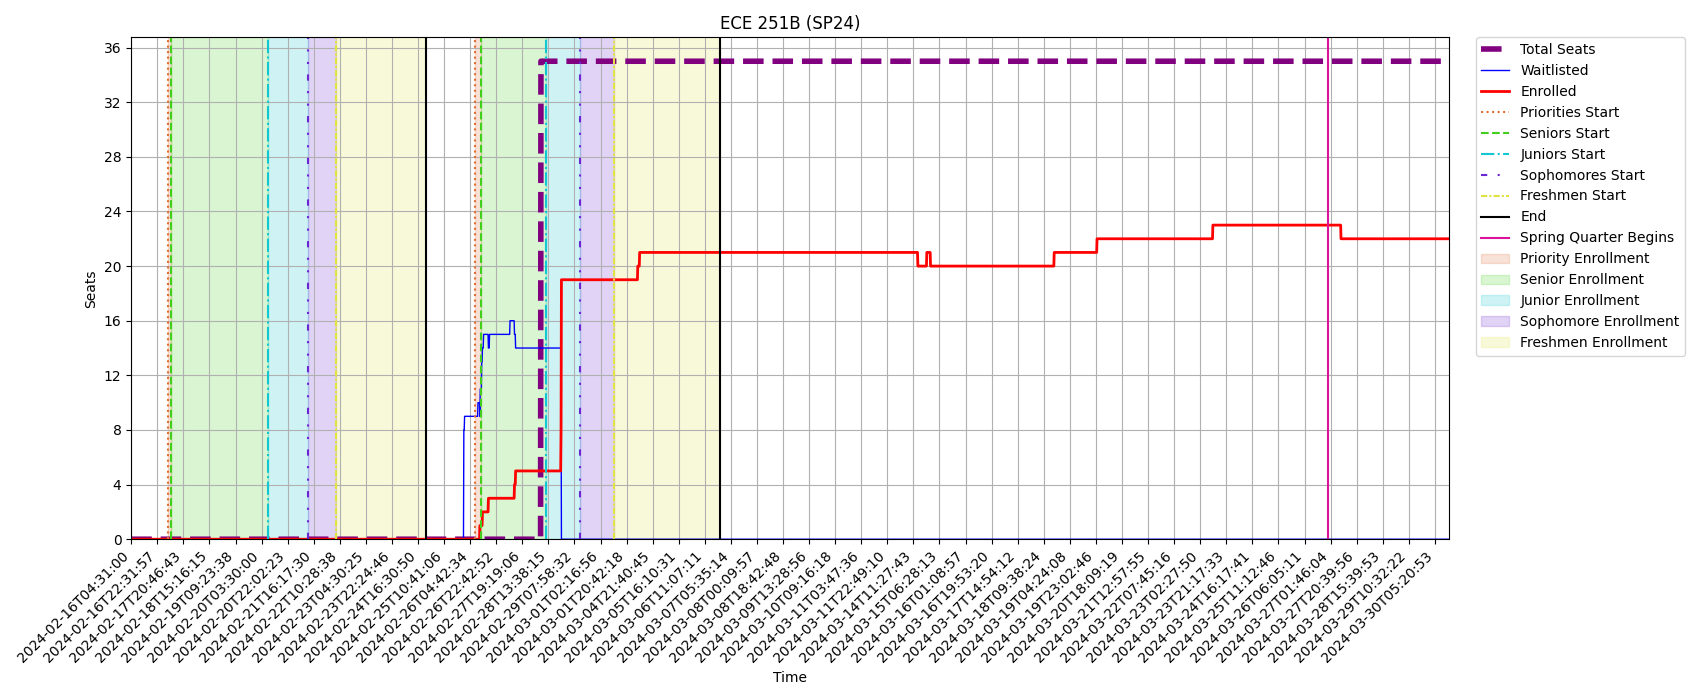 ECE 251B (SP24)
Seats
36
32
28
24
20
16
12
8
4
0
2024-02-16T04:31:00
2024-02-16T22:31:57
2024-02-17T20:46:43
2024-02-18T15:16:15
2024-02-19T09:23:38
2024-02-20T03:30:00
2024-02-20T22:02:23
2024-02-21T16:17:30
2024-02-22T10:28:38
2024-02-23T04:30:25
2024-02-23T22:24:46
2024-02-24T16:30:50
2024-02-25T10:41:06
2024-02-26T04:42:34
2024-02-26T22:42:52
2024-02-27T19:19:06
2024-02-28T13:38:15
2024-02-29T07:58:32
2024-03-01T02:16:56
2024-03-01T20:42:18
2024-03-04T21:40:45
2024-03-05T16:10:31
2024-03-06T11:07:11
2024-03-07T05:35:14
2024-03-08T00:09:57
2024-03-08T18:42:48
2024-03-09T13:28:56
2024-03-10T09:16:18
2024-03-11T03:47:36
2024-03-11T22:49:10
2024-03-14T11:27:43
2024-03-15T06:28:13
2024-03-16T01:08:57
2024-03-16T19:53:20
2024-03-17T14:54:12
2024-03-18T09:38:24
2024-03-19T04:24:08
2024-03-19T23:02:46
2024-03-20T18:09:19
2024-03-21T12:57:55
2024-03-22T07:45:16
2024-03-23T02:27:50
2024-03-23T21:17:33
2024-03-24T16:17:41
2024-03-25T11:12:46
2024-03-26T06:05:11
2024-03-27T01:46:04
2024-03-27T20:39:56
2024-03-28T15:39:53
2024-03-29T10:32:22
2024-03-30T05:20:53
Time
Total Seats
Waitlisted
Enrolled
Priorities Start
Seniors Start
Juniors Start
Sophomores Start
Freshmen Start
End
Spring Quarter Begins
Priority Enrollment
Senior Enrollment
Junior Enrollment
Sophomore Enrollment
Freshmen Enrollment